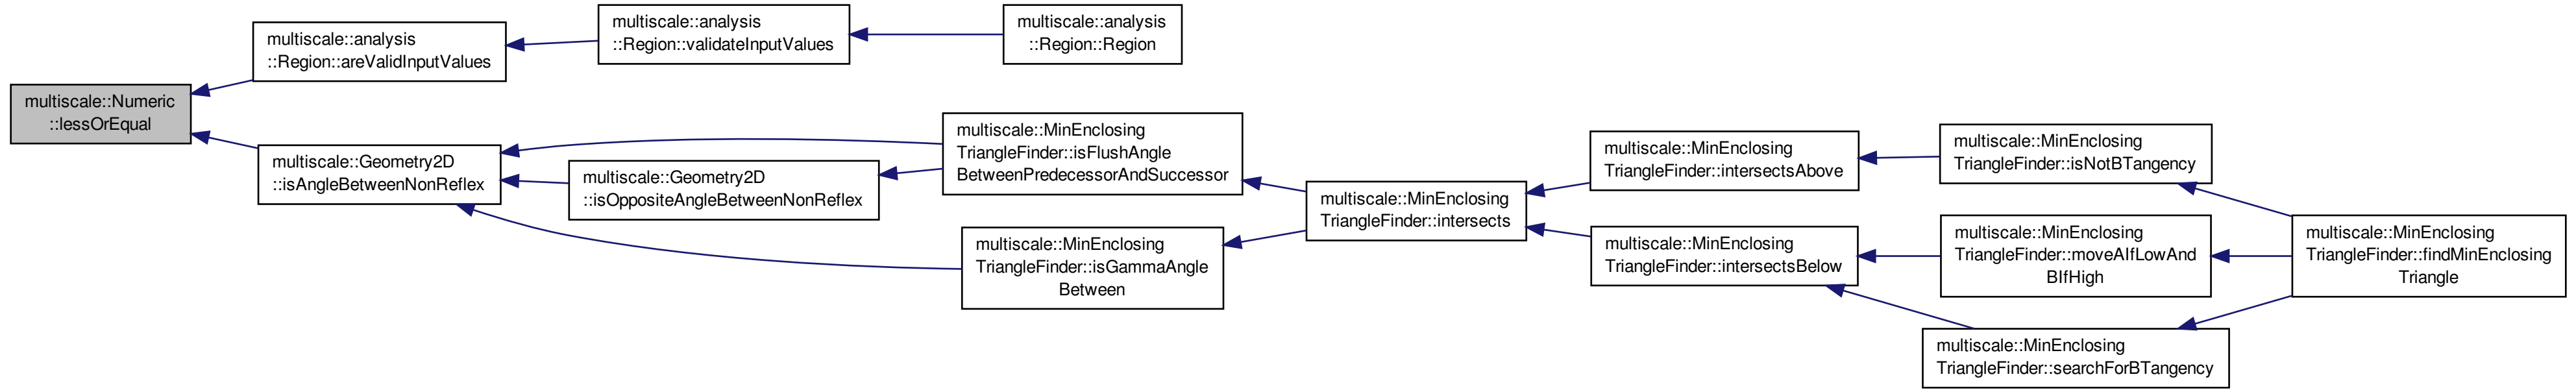 multiscale::Numeric
::lessOrEqual
multiscale::analysis
::Region::areValidInputValues
multiscale::analysis
::Region::validateInputValues
multiscale::analysis
::Region::Region
multiscale::Geometry2D
::isAngleBetweenNonReflex
multiscale::MinEnclosing
TriangleFinder::isFlushAngle
BetweenPredecessorAndSuccessor
multiscale::Geometry2D
::isOppositeAngleBetweenNonReflex
multiscale::MinEnclosing
TriangleFinder::isGammaAngle
Between
multiscale::MinEnclosing
TriangleFinder::intersects
multiscale::MinEnclosing
TriangleFinder::intersectsAbove
multiscale::MinEnclosing
TriangleFinder::intersectsBelow
multiscale::MinEnclosing
TriangleFinder::isNotBTangency
multiscale::MinEnclosing
TriangleFinder::moveAIfLowAnd
BIfHigh
multiscale::MinEnclosing
TriangleFinder::searchForBTangency
multiscale::MinEnclosing
TriangleFinder::findMinEnclosing
Triangle